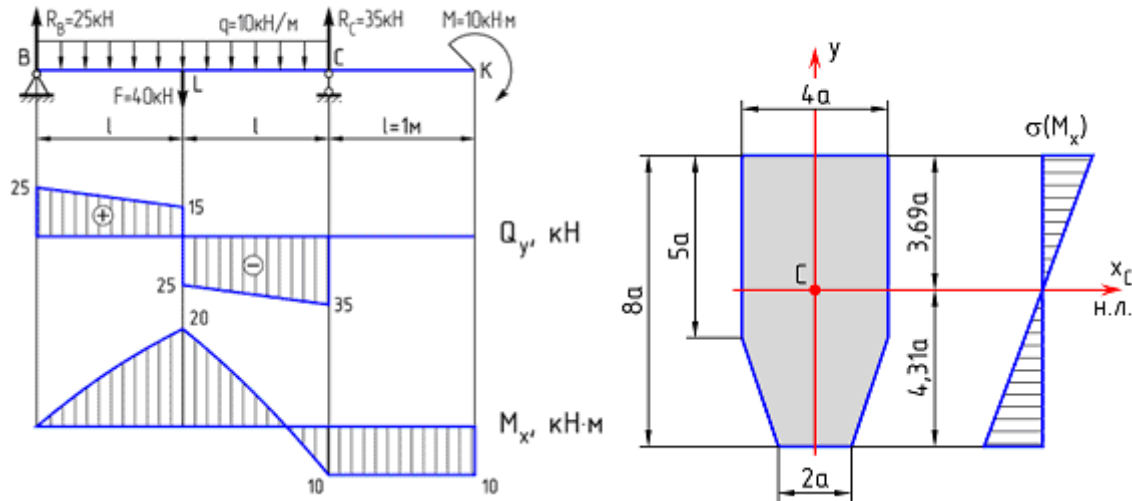 R_B=25кН q=10кН/м R_C=35кН M=10кН·м
B C K
L
F=40кН
l l l=1м
25 15
+
Q_y, кН
−
25 35
20
M_x, кН·м
10 10
y
4a
σ(M_x)
5a 8a 3,69a
C x_C
н.л.
4,31a
2a